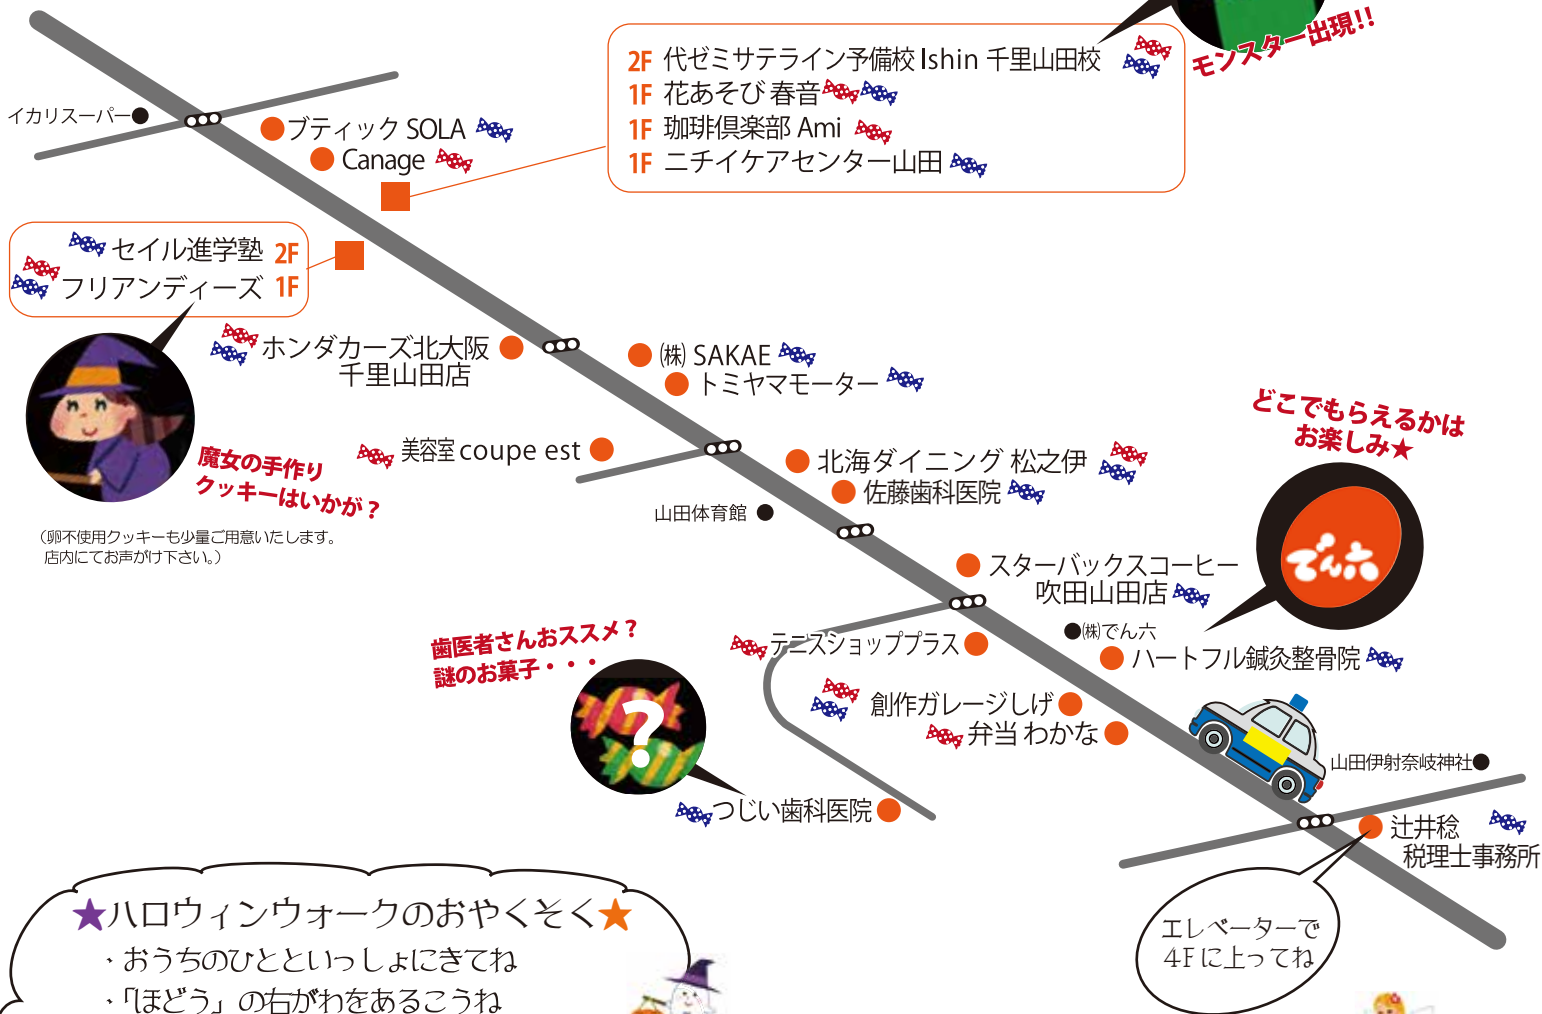 モンスター出現!!
2F 代ゼミサテライン予備校 Ishin 千里山田校
1F 花あそび 春音
1F 珈琲倶楽部 Ami
1F ニチイケアセンター山田
イカリスーパー
ブティック SOLA
Canage
セイル進学塾 2F
フリアンディーズ 1F
ホンダカーズ北大阪
千里山田店
㈱ SAKAE
トミヤマモーター
魔女の手作り
クッキーはいかが？
（卵不使用クッキーも少量ご用意いたします。
店内にてお声がけ下さい。）
美容室 coupe est
北海ダイニング 松之伊
佐藤歯科医院
山田体育館
どこでもらえるかは
お楽しみ★
でん六
スターバックスコーヒー
吹田山田店
㈱でん六
ハートフル鍼灸整骨院
テニスショッププラス
歯医者さんおススメ？
謎のお菓子・・・
?
創作ガレージしげ
弁当 わかな
つじい歯科医院
山田伊射奈岐神社
辻井稔
税理士事務所
エレベーターで
4F に上ってね
★ハロウィンウォークのおやくそく★
・おうちのひとといっしょにきてね
・「ほどう」の右がわをあるこうね